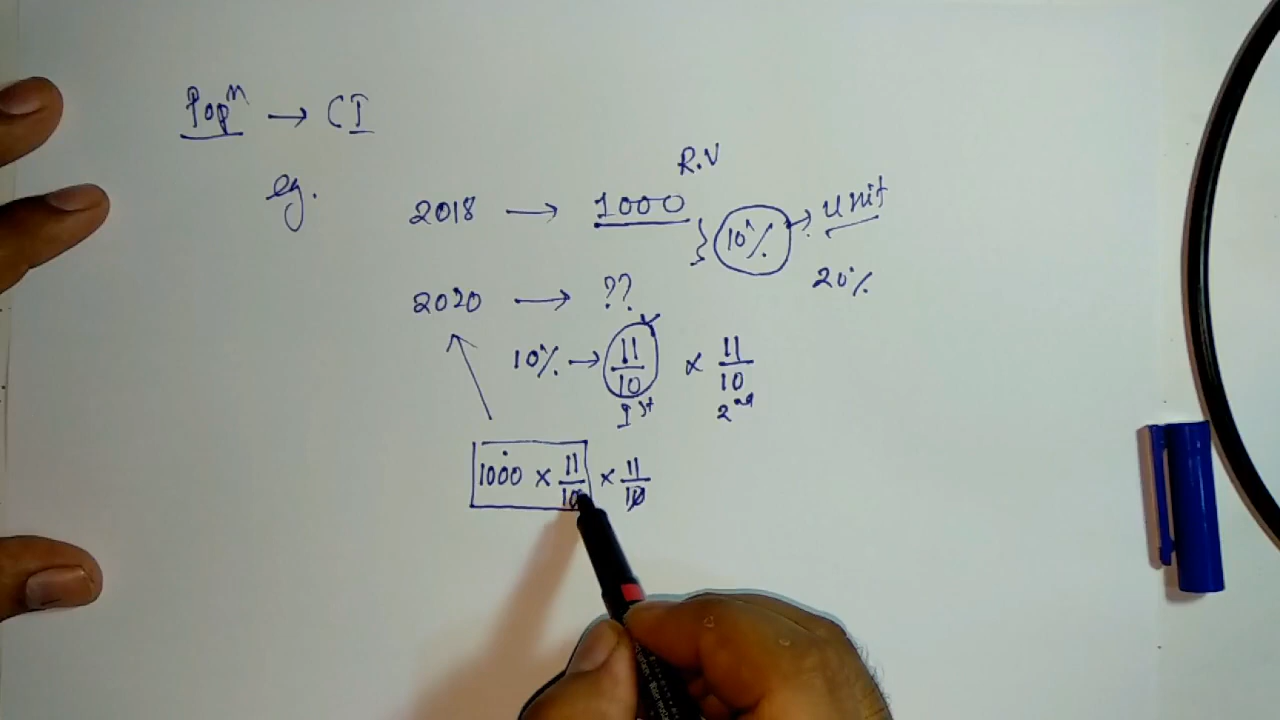 Popⁿ → CI
R.V
eg. 2018 → 1000 } 10% → unit
20%
2020 → ??
10% → 11/10 × 11/10
1st 2nd
1000 × 11/10 × 11/10